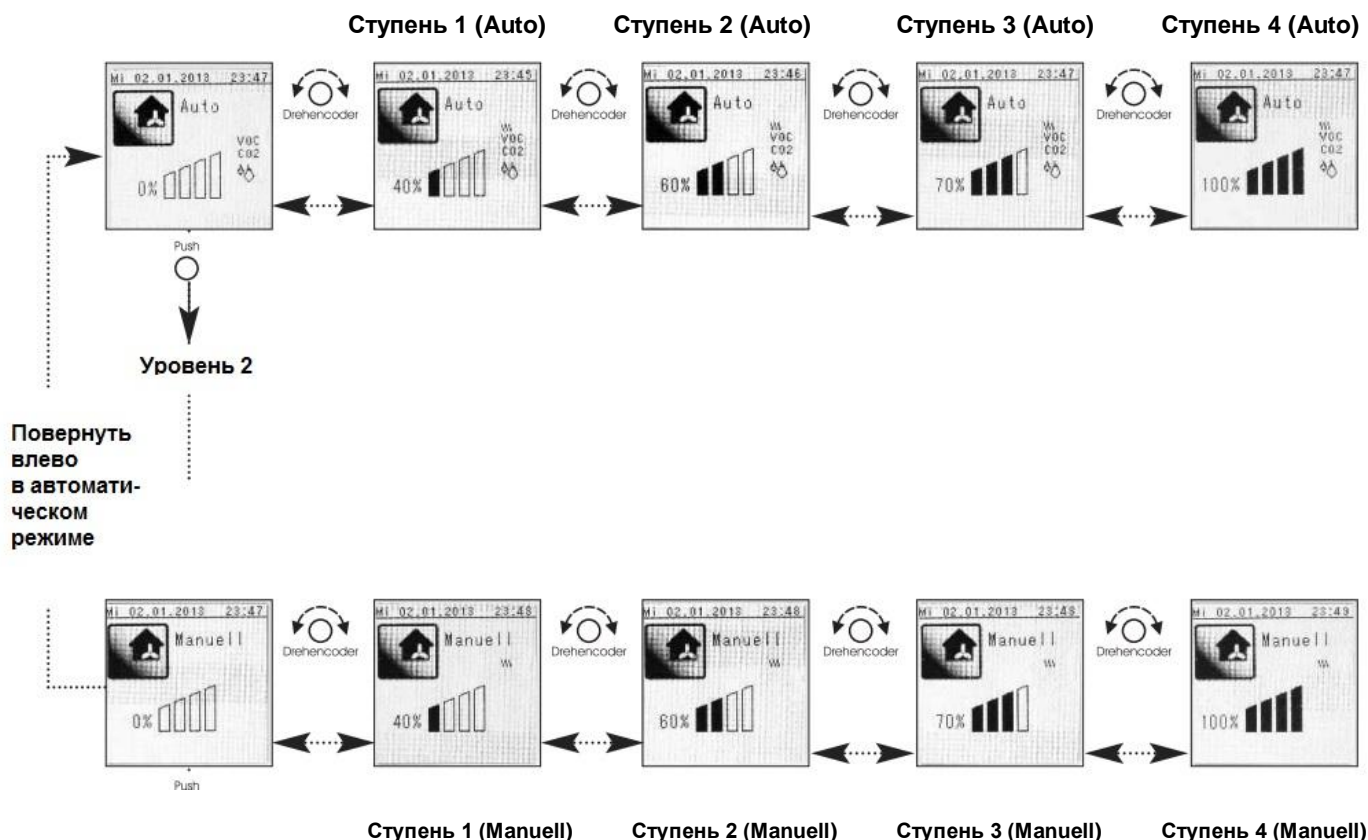 Ступень 1 (Auto) Ступень 2 (Auto) Ступень 3 (Auto) Ступень 4 (Auto)
Mi 02.01.2013 23:47
Auto
VOC
CO2
0%
Drehencoder
Mi 02.01.2013 23:45
Auto
VOC
CO2
40%
Drehencoder
Mi 02.01.2013 23:46
Auto
VOC
CO2
60%
Drehencoder
Mi 02.01.2013 23:47
Auto
VOC
CO2
70%
Drehencoder
Mi 02.01.2013 23:47
Auto
VOC
CO2
100%
Push
Уровень 2
Повернуть
влево
в автомати-
ческом
режиме
Mi 02.01.2013 23:47
Manuell
0%
Drehencoder
Mi 02.01.2013 23:48
Manuell
40%
Drehencoder
Mi 02.01.2013 23:48
Manuell
60%
Drehencoder
Mi 02.01.2013 23:48
Manuell
70%
Drehencoder
Mi 02.01.2013 23:49
Manuell
100%
Push
Ступень 1 (Manuell) Ступень 2 (Manuell) Ступень 3 (Manuell) Ступень 4 (Manuell)